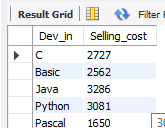 Result Grid Filter
Dev_in Selling_cost
C 2727
Basic 2562
Java 3286
Python 3081
Pascal 1650